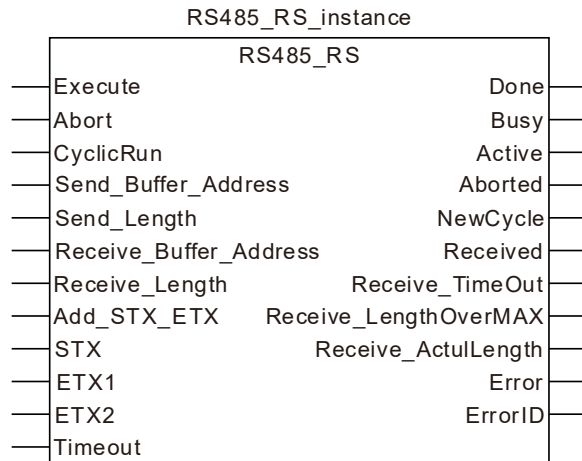 RS485_RS_instance
RS485_RS
Execute Done
Abort Busy
CyclicRun Active
Send_Buffer_Address Aborted
Send_Length NewCycle
Receive_Buffer_Address Received
Receive_Length Receive_TimeOut
Add_STX_ETX Receive_LengthOverMAX
STX Receive_ActulLength
ETX1 Error
ETX2 ErrorID
Timeout